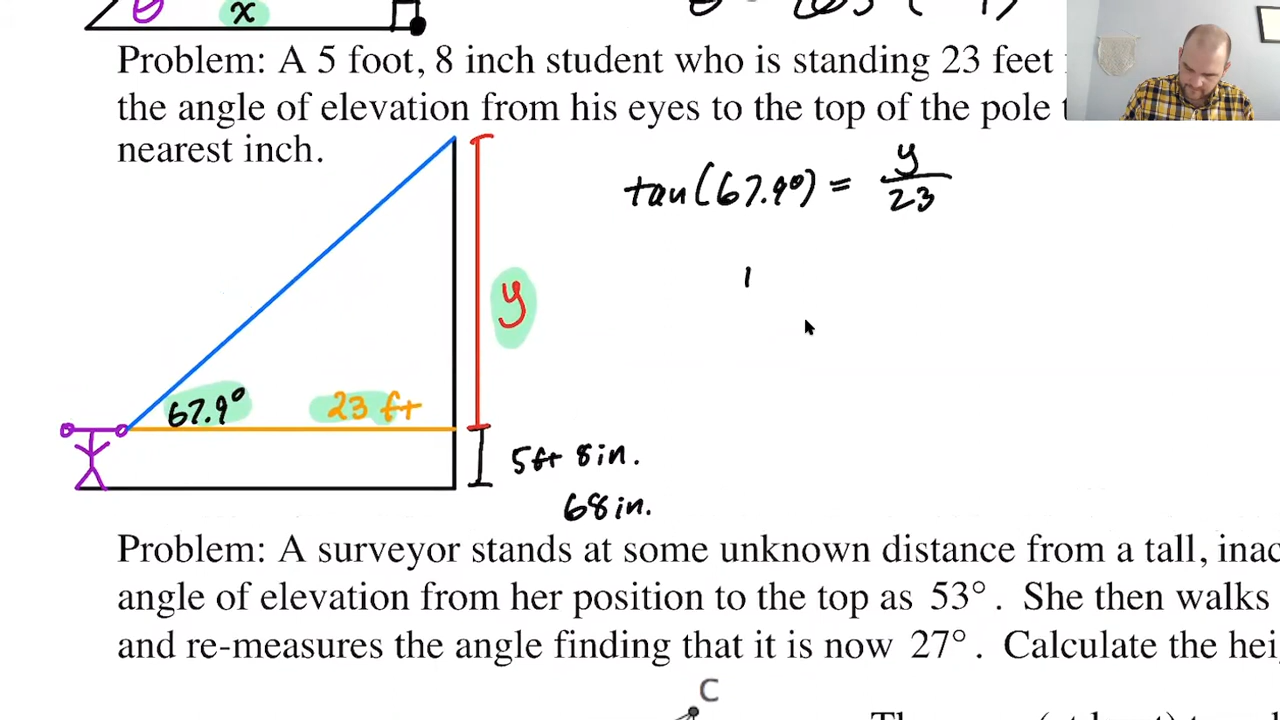 θ x
Problem: A 5 foot, 8 inch student who is standing 23 feet
the angle of elevation from his eyes to the top of the pole
nearest inch.
tan(67.9°) = y/23
y
67.9° 23 ft
5ft 8in.
68in.
Problem: A surveyor stands at some unknown distance from a tall, inac
angle of elevation from her position to the top as 53°. She then walks
and re-measures the angle finding that it is now 27°. Calculate the hei
C